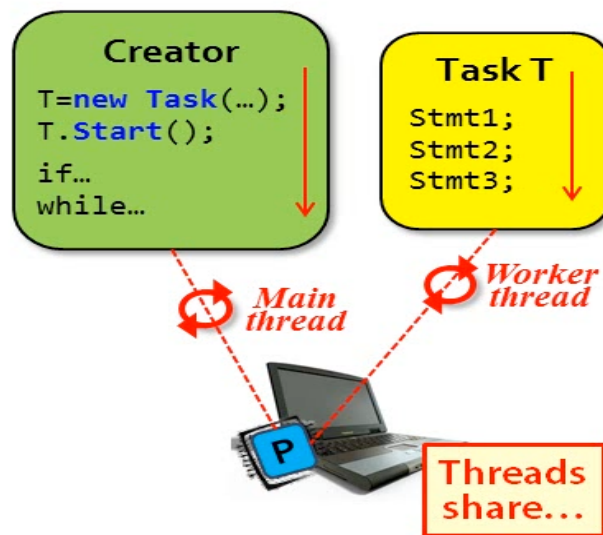 Creator
T=new Task(…);
T.Start();
if…
while…
Task T
Stmt1;
Stmt2;
Stmt3;
Main
thread
Worker
thread
P
Threads
share…